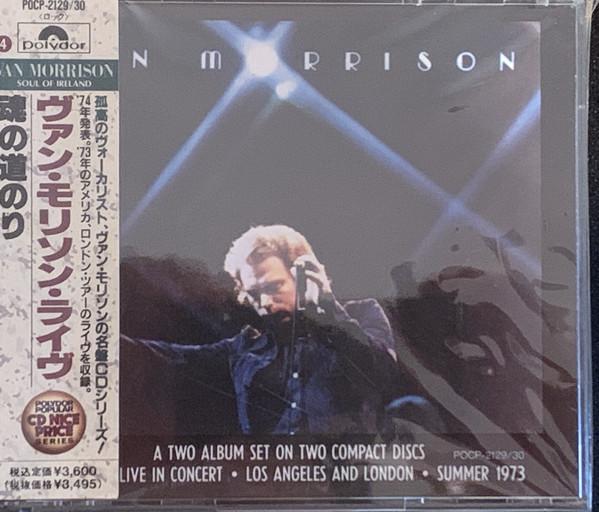 POCP-2129/30
〈ロック〉
polydor
VAN MORRISON
SOUL OF IRELAND
魂の道のり
ヴァン・モリソン・ライヴ
'74年発表。'73年のアメリカ、ロンドン・ツアーのライヴを収録。
孤高のヴォーカリスト、ヴァン・モリソンの名盤CDシリーズ!
POLYDOR
POPULAR
CD NICE
PRICE
SERIES
税込定価¥3,600
(税抜価格¥3,495)
N MORRISON
A TWO ALBUM SET ON TWO COMPACT DISCS
POCP-2129/30
LIVE IN CONCERT • LOS ANGELES AND LONDON • SUMMER 1973